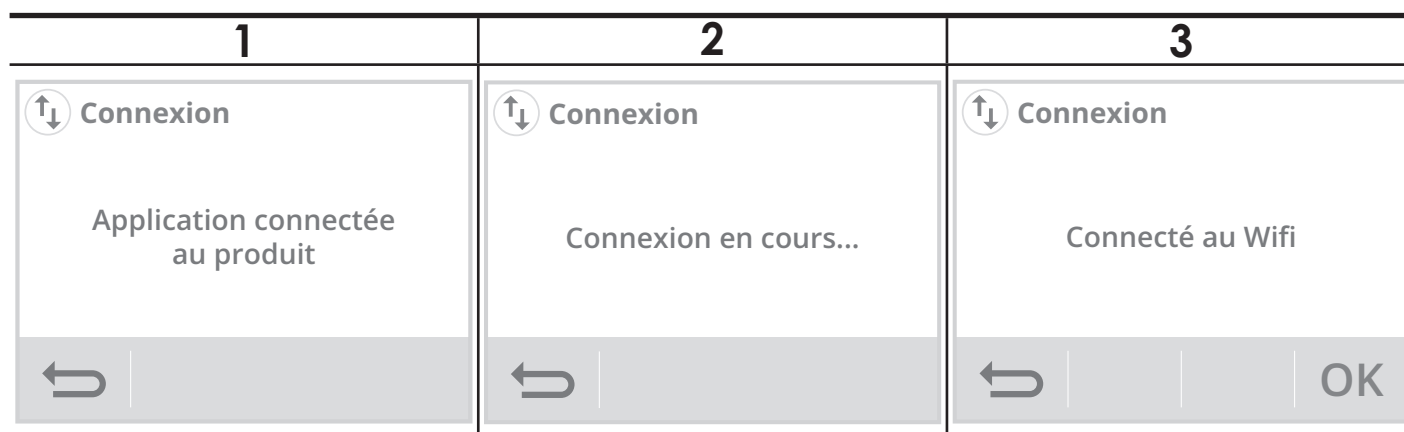 1
2
3
Connexion
Application connectée
au produit
Connexion
Connexion en cours...
Connexion
Connecté au Wifi
OK